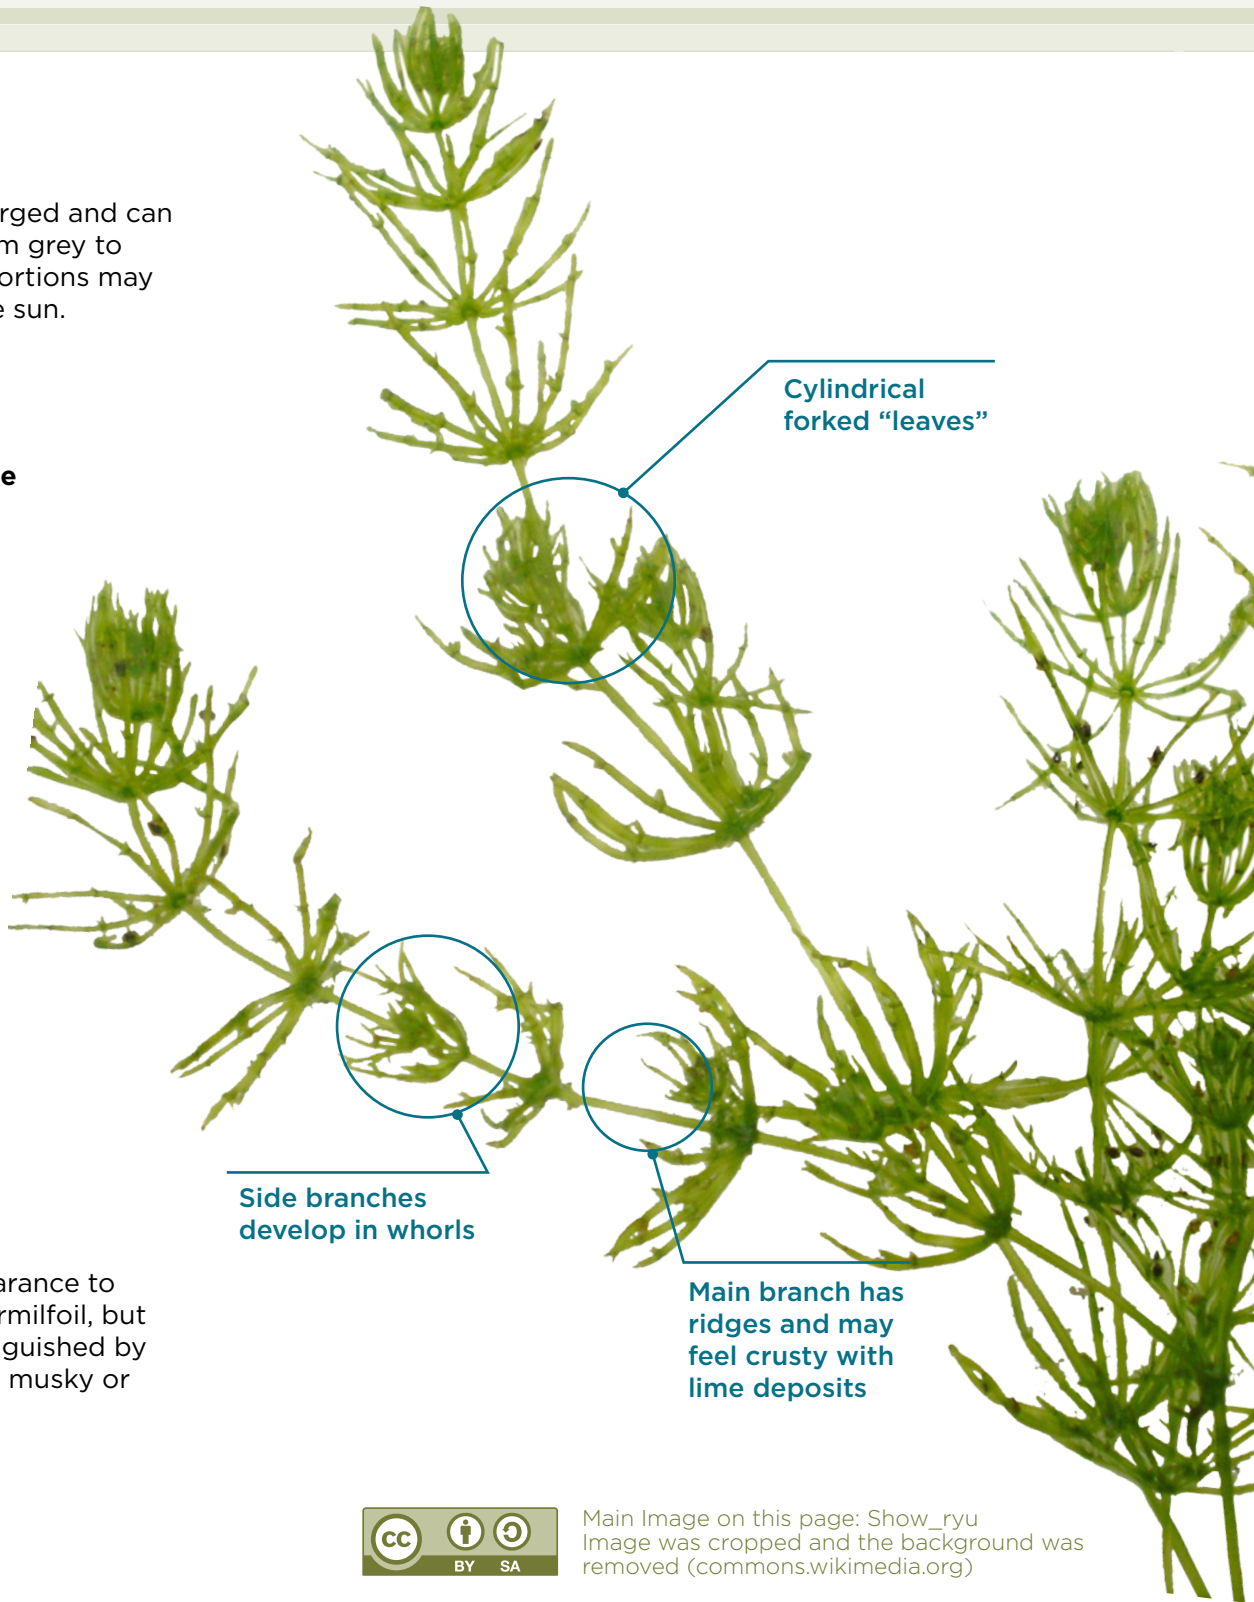 rged and can
m grey to
ortions may
e sun.
Cylindrical
forked “leaves”
e
Side branches
develop in whorls
arance to
rmilfoil, but
guished by
musky or
Main branch has
ridges and may
feel crusty with
lime deposits
cc BY SA
Main Image on this page: Show_ryu
Image was cropped and the background was
removed (commons.wikimedia.org)